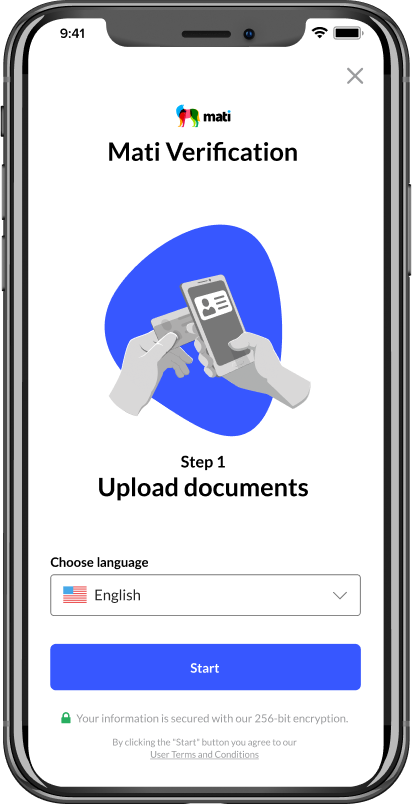 9:41
mati
Mati Verification
Step 1
Upload documents
Choose language
English
Start
Your information is secured with our 256-bit encryption.
By clicking the "Start" button you agree to our
User Terms and Conditions